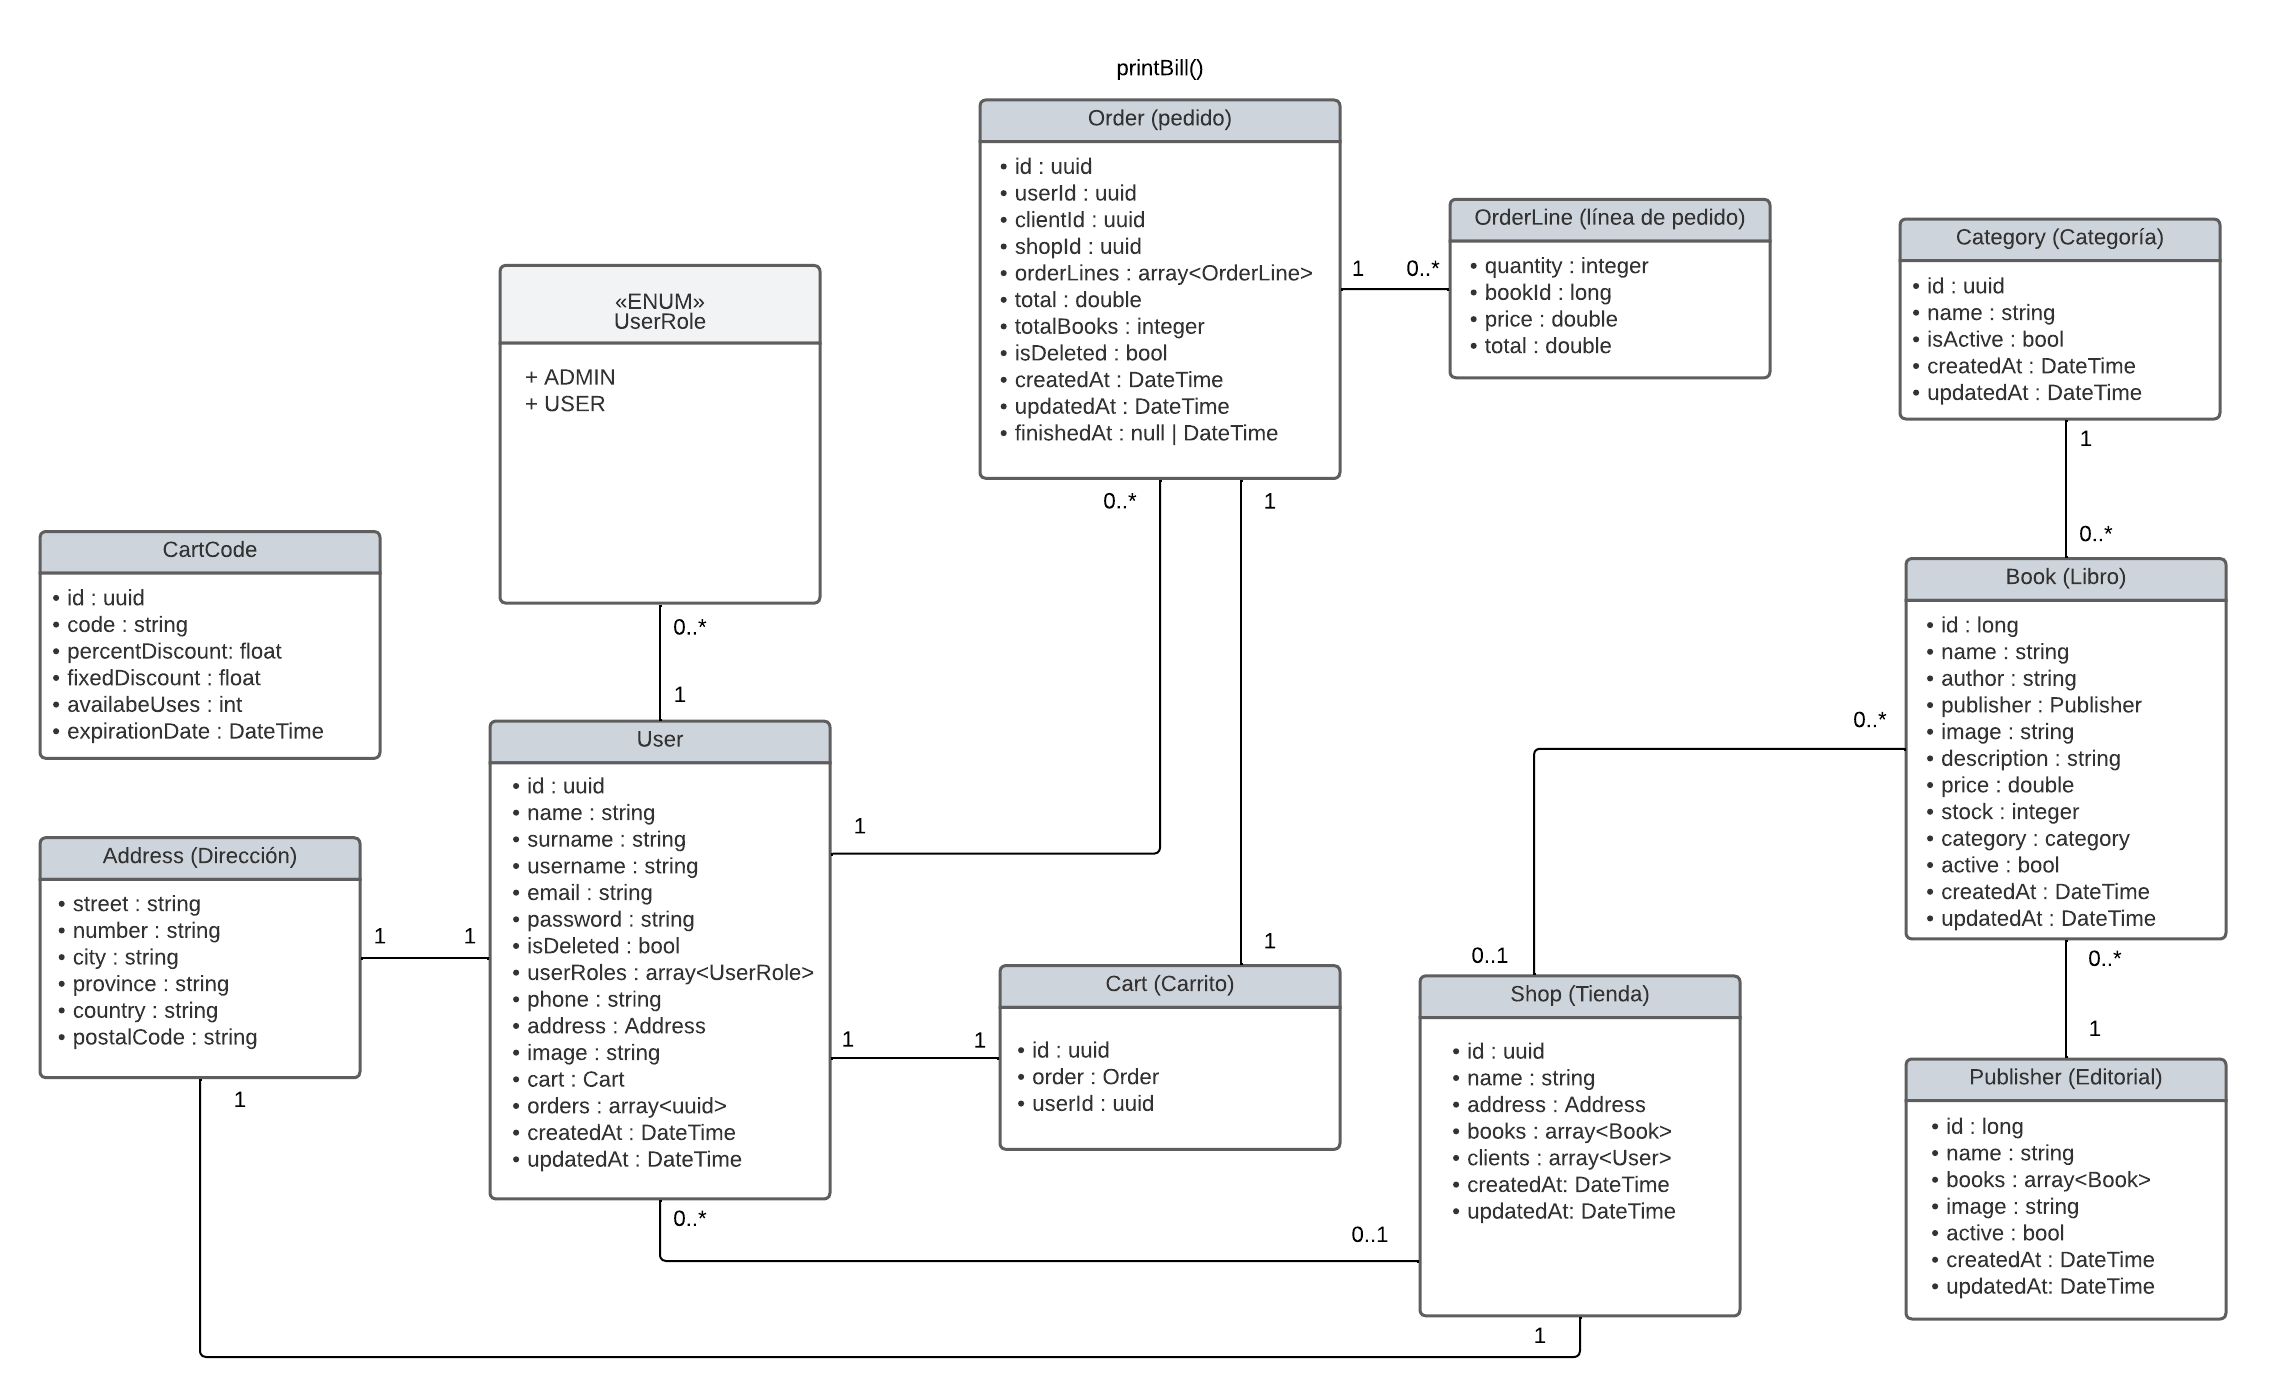 printBill()
Order (pedido)
• id : uuid
• userId : uuid
• clientId : uuid
• shopId : uuid
• orderLines : array<OrderLine>
• total : double
• totalBooks : integer
• isDeleted : bool
• createdAt : DateTime
• updatedAt : DateTime
• finishedAt : null | DateTime
1
0..*
OrderLine (línea de pedido)
• quantity : integer
• bookId : long
• price : double
• total : double
Category (Categoría)
• id : uuid
• name : string
• isActive : bool
• createdAt : DateTime
• updatedAt : DateTime
1
0..*
«ENUM»
UserRole
+ ADMIN
+ USER
0..*
1
0..*
1
CartCode
• id : uuid
• code : string
• percentDiscount: float
• fixedDiscount : float
• availabeUses : int
• expirationDate : DateTime
Book (Libro)
• id : long
• name : string
• author : string
• publisher : Publisher
• image : string
• description : string
• price : double
• stock : integer
• category : category
• active : bool
• createdAt : DateTime
• updatedAt : DateTime
0..*
0..1
0..*
1
User
• id : uuid
• name : string
• surname : string
• username : string
• email : string
• password : string
• isDeleted : bool
• userRoles : array<UserRole>
• phone : string
• address : Address
• image : string
• cart : Cart
• orders : array<uuid>
• createdAt : DateTime
• updatedAt : DateTime
1
Address (Dirección)
• street : string
• number : string
• city : string
• province : string
• country : string
• postalCode : string
1
1
1
1
1
Cart (Carrito)
• id : uuid
• order : Order
• userId : uuid
Shop (Tienda)
• id : uuid
• name : string
• address : Address
• books : array<Book>
• clients : array<User>
• createdAt: DateTime
• updatedAt: DateTime
Publisher (Editorial)
• id : long
• name : string
• books : array<Book>
• image : string
• active : bool
• createdAt : DateTime
• updatedAt: DateTime
1
0..*
0..1
1